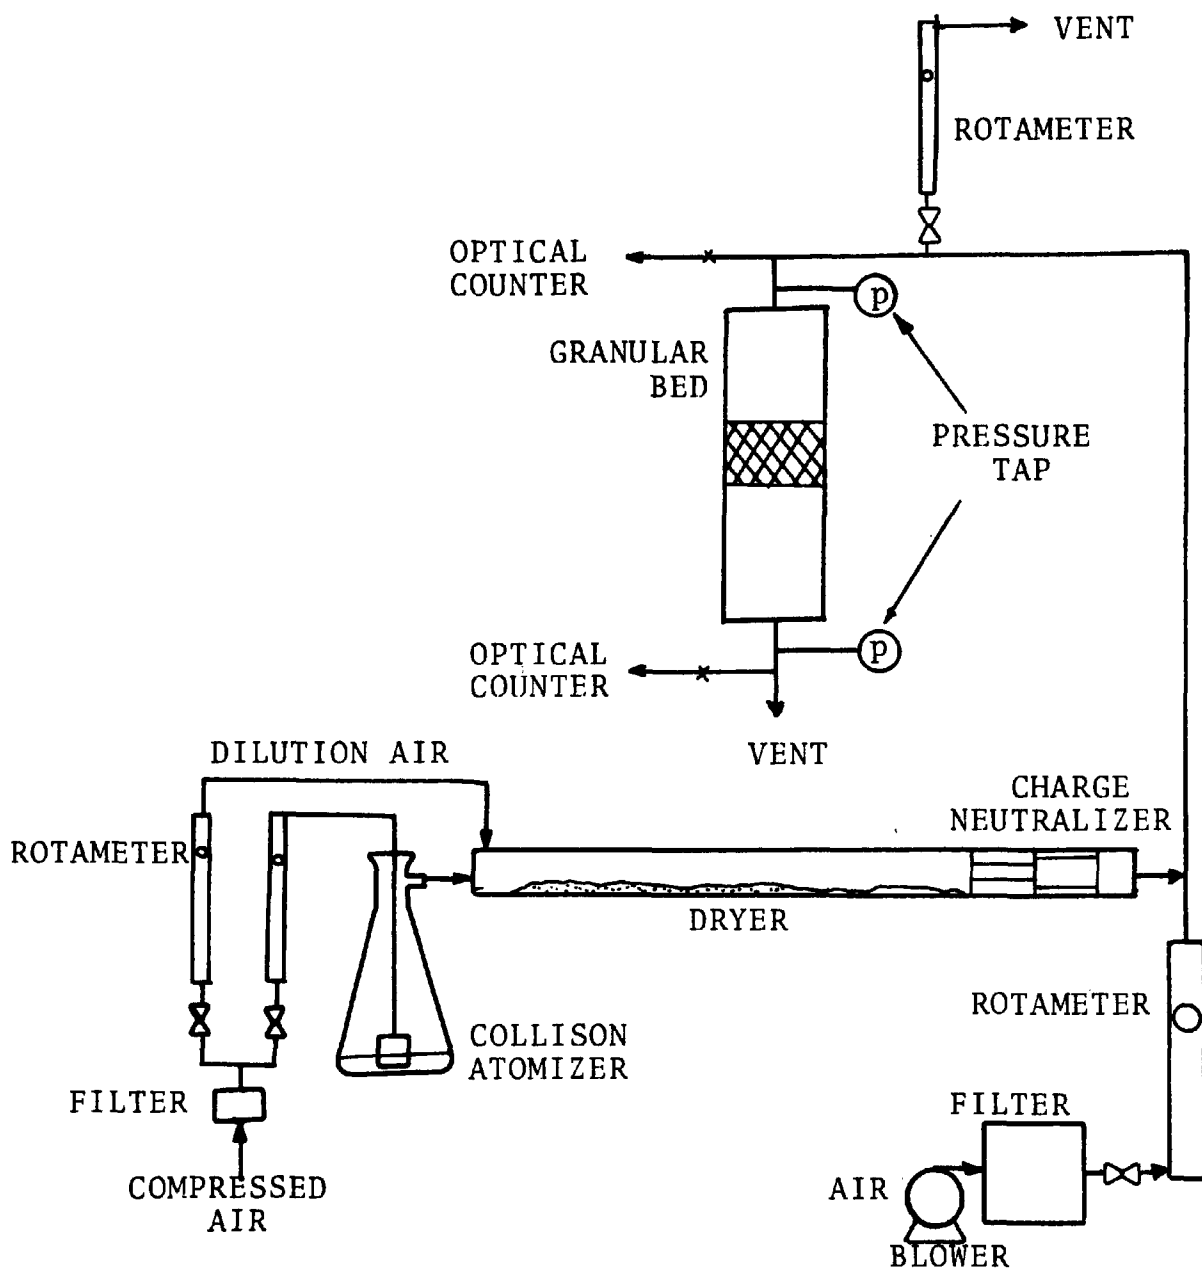 VENT
ROTAMETER
OPTICAL
COUNTER
p
GRANULAR
BED
PRESSURE
TAP
OPTICAL
COUNTER
p
VENT
DILUTION AIR
CHARGE
NEUTRALIZER
ROTAMETER
DRYER
ROTAMETER
COLLISON
ATOMIZER
FILTER
FILTER
COMPRESSED
AIR
AIR
BLOWER